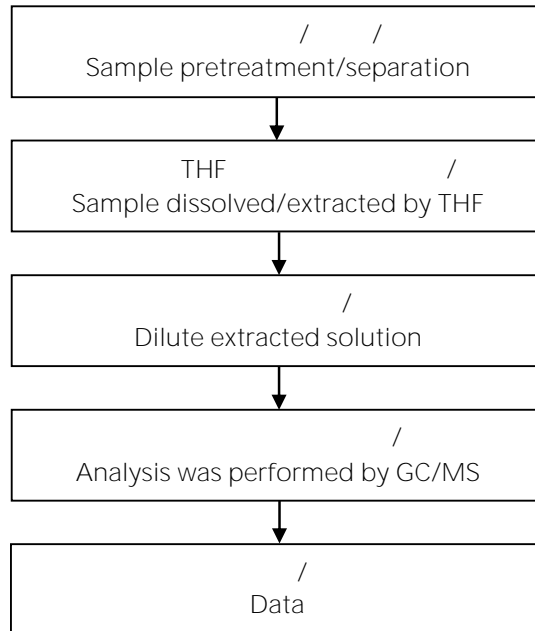 / /
Sample pretreatment/separation
THF /
Sample dissolved/extracted by THF
/
Dilute extracted solution
/
Analysis was performed by GC/MS
/
Data